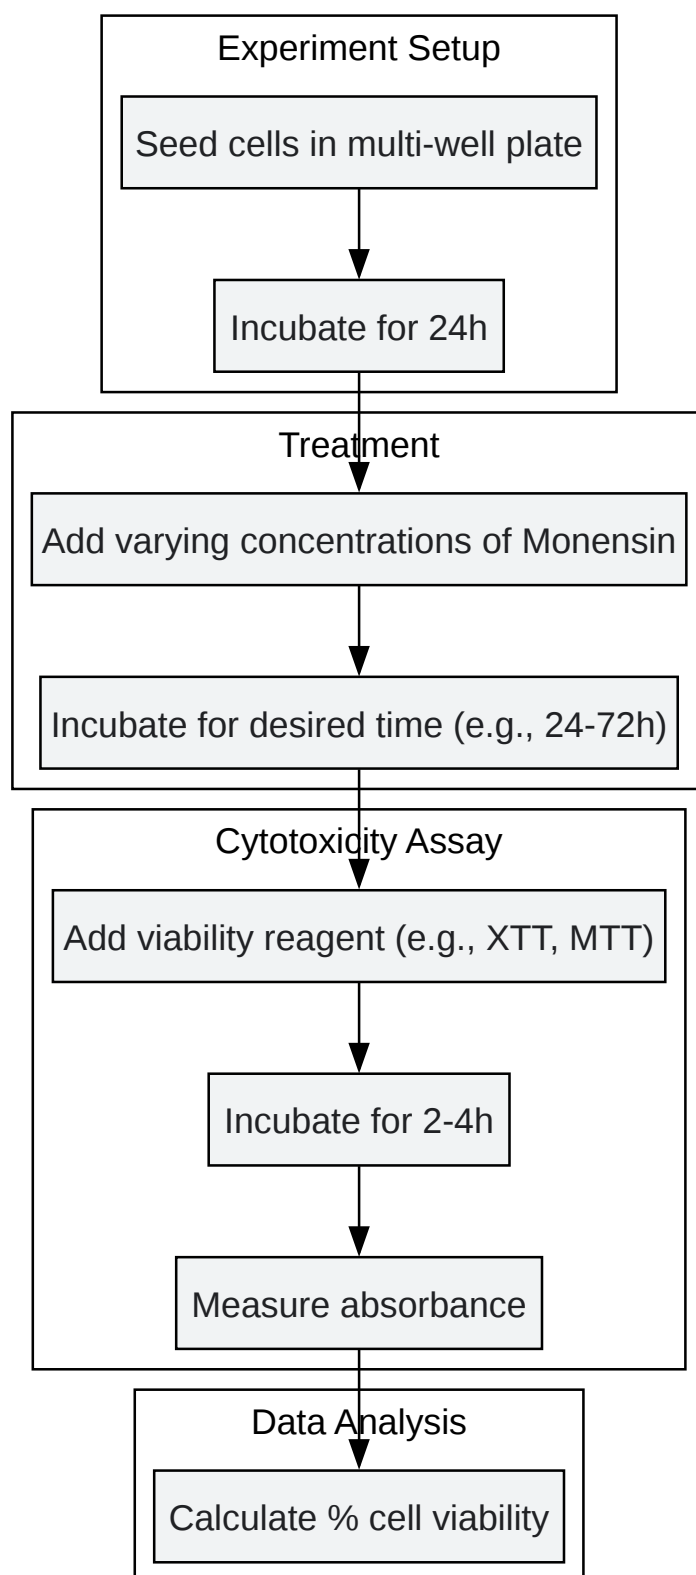 Experiment Setup
Seed cells in multi-well plate
Incubate for 24h
Treatment
Add varying concentrations of Monensin
Incubate for desired time (e.g., 24-72h)
Cytotoxicity Assay
Add viability reagent (e.g., XTT, MTT)
Incubate for 2-4h
Measure absorbance
Data Analysis
Calculate % cell viability